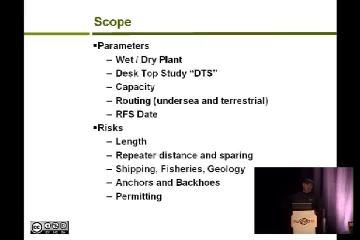 Scope
▪Parameters
– Wet / Dry Plant
– Desk Top Study “DTS”
– Capacity
– Routing (undersea and terrestrial)
– RFS Date
▪Risks
– Length
– Repeater distance and sparing
– Shipping, Fisheries, Geology
– Anchors and Backhoes
– Permitting